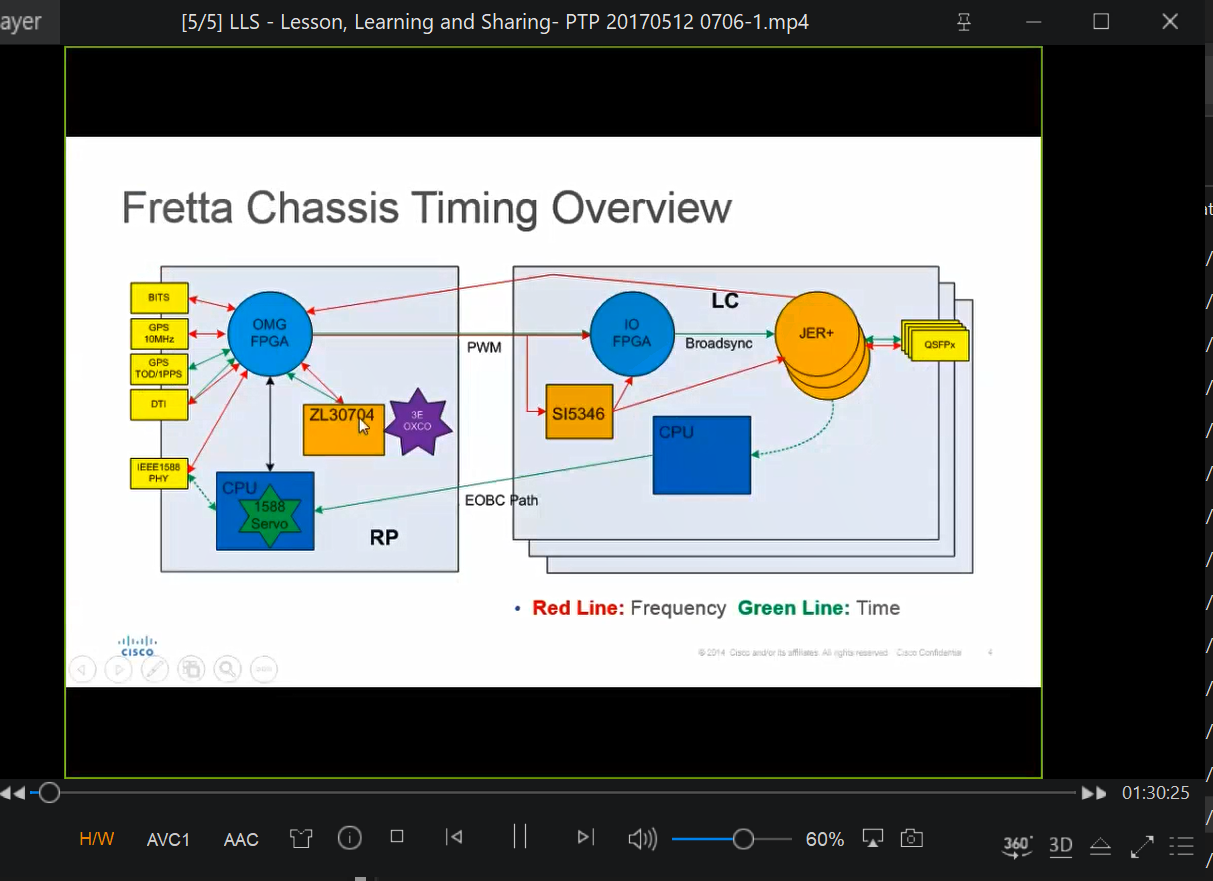 ayer
[5/5] LLS - Lesson, Learning and Sharing- PTP 20170512 0706-1.mp4
Fretta Chassis Timing Overview
BITS
GPS
10MHz
GPS
TOD/1PPS
DTI
IEEE1588
PHY
OMG
FPGA
ZL30704
3E
OXCO
CPU
1588
Servo
RP
PWM
EOBC Path
LC
IO
FPGA
Broadsync
JER+
QSFPx
SI5346
CPU
• Red Line: Frequency Green Line: Time
CISCO
© 2014 Cisco and/or its affiliates. All rights reserved. Cisco Confidential 4
01:30:25
H/W
AVC1
AAC
60%
360°
3D